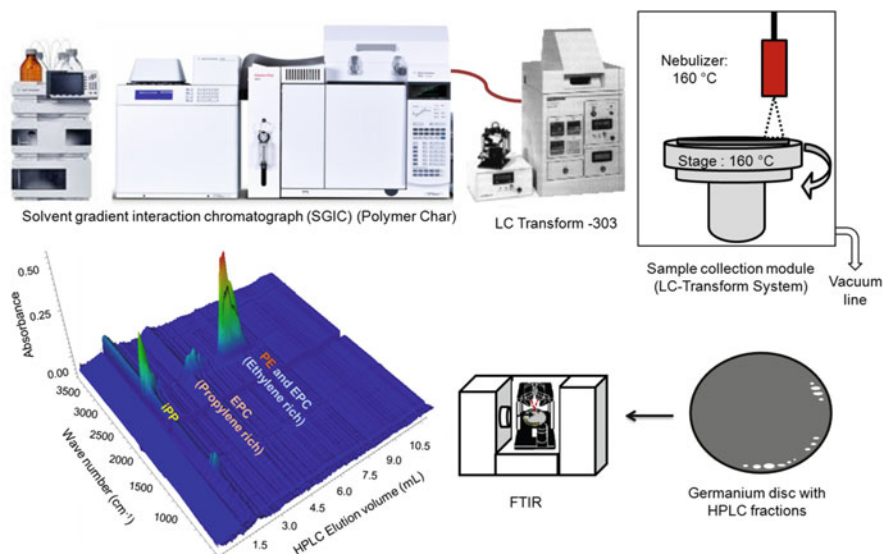 Nebulizer:
160 °C
Stage : 160 °C
Solvent gradient interaction chromatograph (SGIC) (Polymer Char)
LC Transform -303
Sample collection module
(LC-Transform System)
Vacuum
line
0.50
0.25
0.00
Absorbance
3500
3000
2500
2000
1500
1000
Wave number (cm⁻¹)
iPP
EPC
(Propylene rich)
PE and EPC
(Ethylene rich)
1.5
3.0
4.5
6.0
7.5
9.0
10.5
HPLC Elution volume (mL)
FTIR
Germanium disc with
HPLC fractions